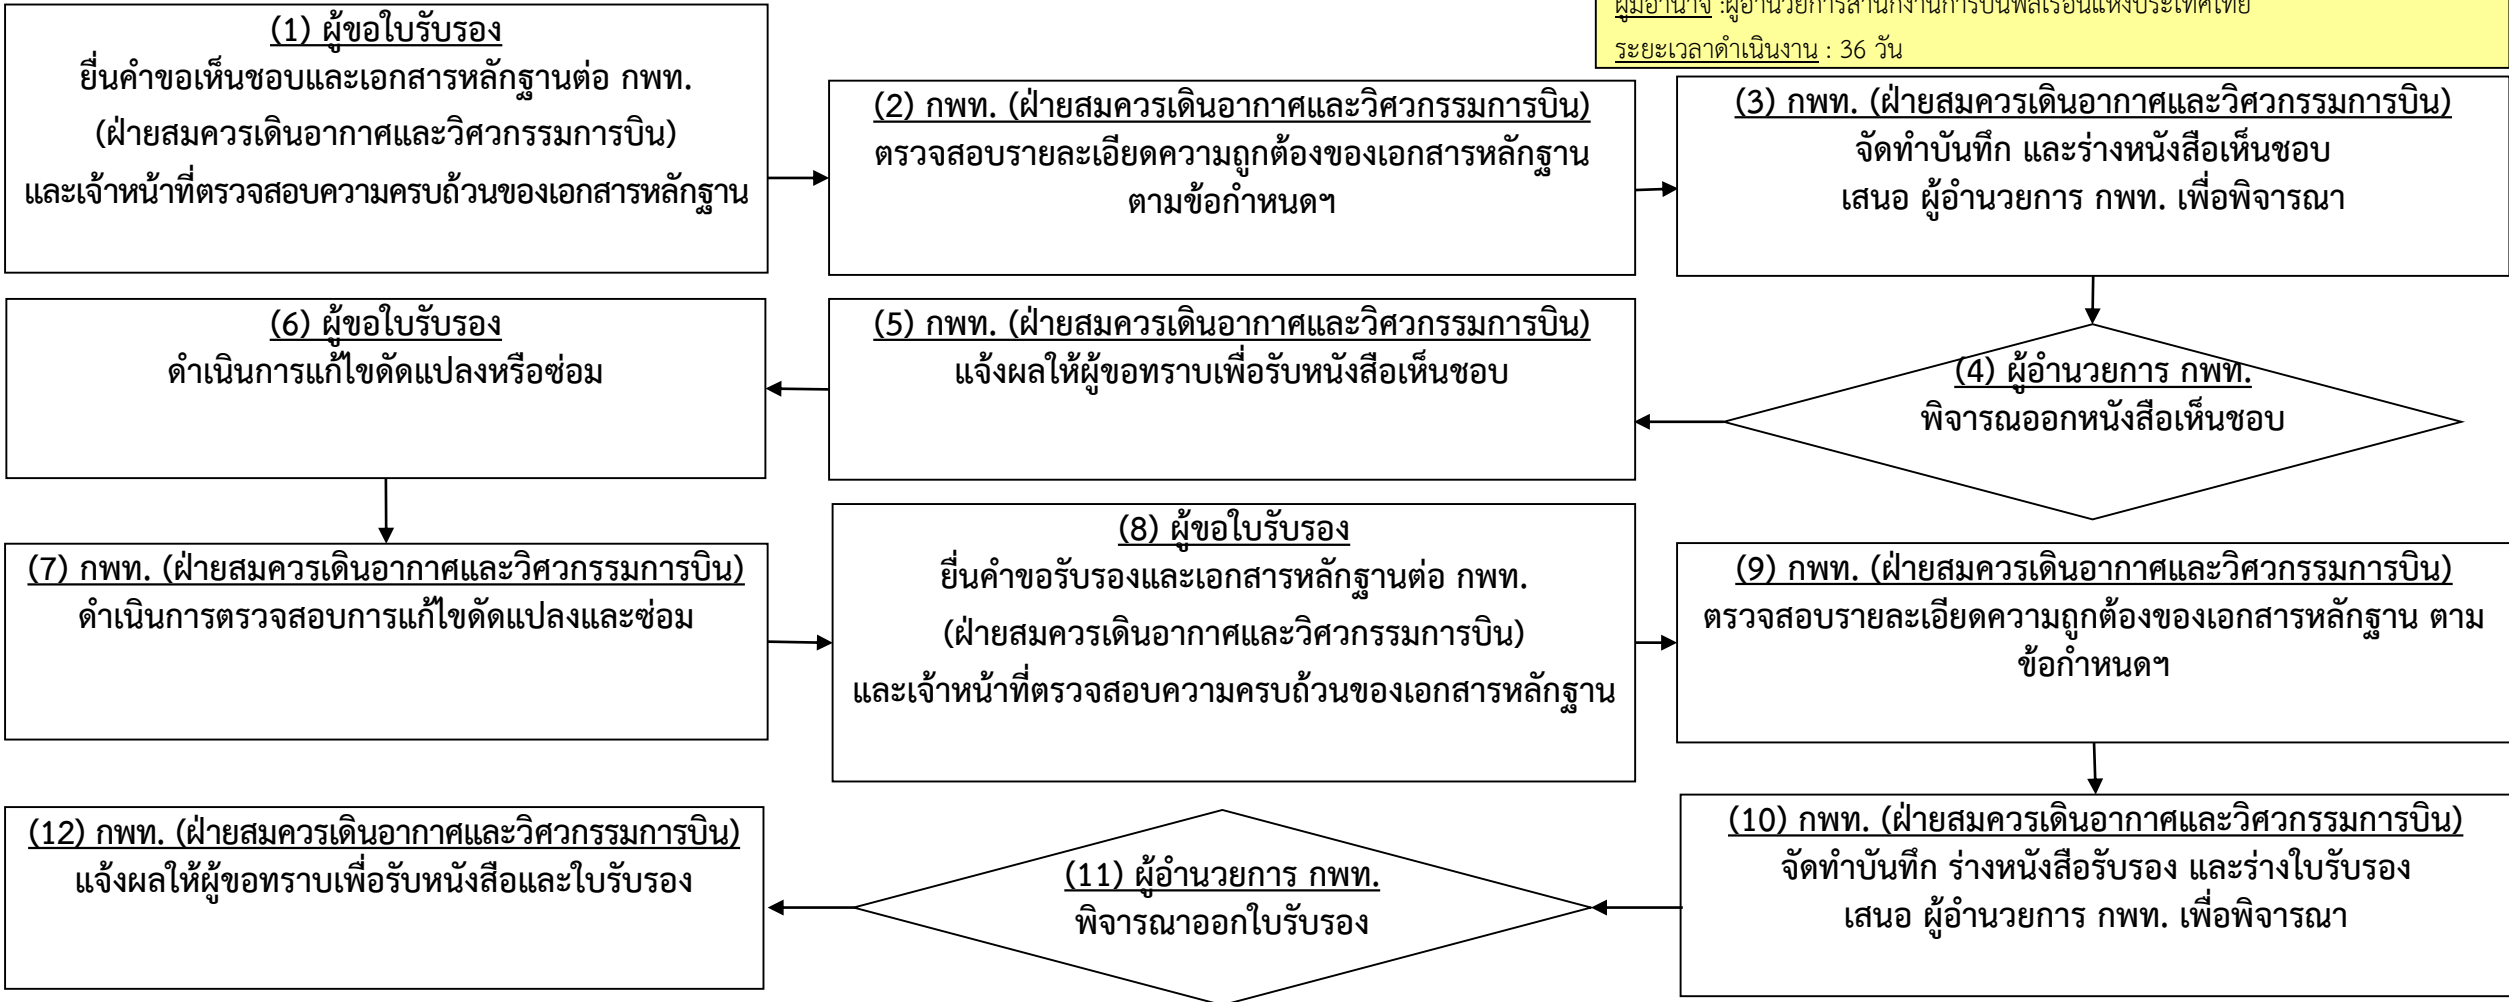 ผู้มีอำนาจ :ผู้อำนวยการสำนักงานการบินพลเรือนแห่งประเทศไทย
ระยะเวลาดำเนินงาน : 36 วัน
(1) ผู้ขอใบรับรอง
ยื่นคำขอเห็นชอบและเอกสารหลักฐานต่อ กพท.
(ฝ่ายสมควรเดินอากาศและวิศวกรรมการบิน)
และเจ้าหน้าที่ตรวจสอบความครบถ้วนของเอกสารหลักฐาน
(2) กพท. (ฝ่ายสมควรเดินอากาศและวิศวกรรมการบิน)
ตรวจสอบรายละเอียดความถูกต้องของเอกสารหลักฐาน
ตามข้อกำหนดฯ
(3) กพท. (ฝ่ายสมควรเดินอากาศและวิศวกรรมการบิน)
จัดทำบันทึก และร่างหนังสือเห็นชอบ
เสนอ ผู้อำนวยการ กพท. เพื่อพิจารณา
(4) ผู้อำนวยการ กพท.
พิจารณออกหนังสือเห็นชอบ
(5) กพท. (ฝ่ายสมควรเดินอากาศและวิศวกรรมการบิน)
แจ้งผลให้ผู้ขอทราบเพื่อรับหนังสือเห็นชอบ
(6) ผู้ขอใบรับรอง
ดำเนินการแก้ไขดัดแปลงหรือซ่อม
(7) กพท. (ฝ่ายสมควรเดินอากาศและวิศวกรรมการบิน)
ดำเนินการตรวจสอบการแก้ไขดัดแปลงและซ่อม
(8) ผู้ขอใบรับรอง
ยื่นคำขอรับรองและเอกสารหลักฐานต่อ กพท.
(ฝ่ายสมควรเดินอากาศและวิศวกรรมการบิน)
และเจ้าหน้าที่ตรวจสอบความครบถ้วนของเอกสารหลักฐาน
(9) กพท. (ฝ่ายสมควรเดินอากาศและวิศวกรรมการบิน)
ตรวจสอบรายละเอียดความถูกต้องของเอกสารหลักฐาน ตาม
ข้อกำหนดฯ
(10) กพท. (ฝ่ายสมควรเดินอากาศและวิศวกรรมการบิน)
จัดทำบันทึก ร่างหนังสือรับรอง และร่างใบรับรอง
เสนอ ผู้อำนวยการ กพท. เพื่อพิจารณา
(11) ผู้อำนวยการ กพท.
พิจารณาออกใบรับรอง
(12) กพท. (ฝ่ายสมควรเดินอากาศและวิศวกรรมการบิน)
แจ้งผลให้ผู้ขอทราบเพื่อรับหนังสือและใบรับรอง